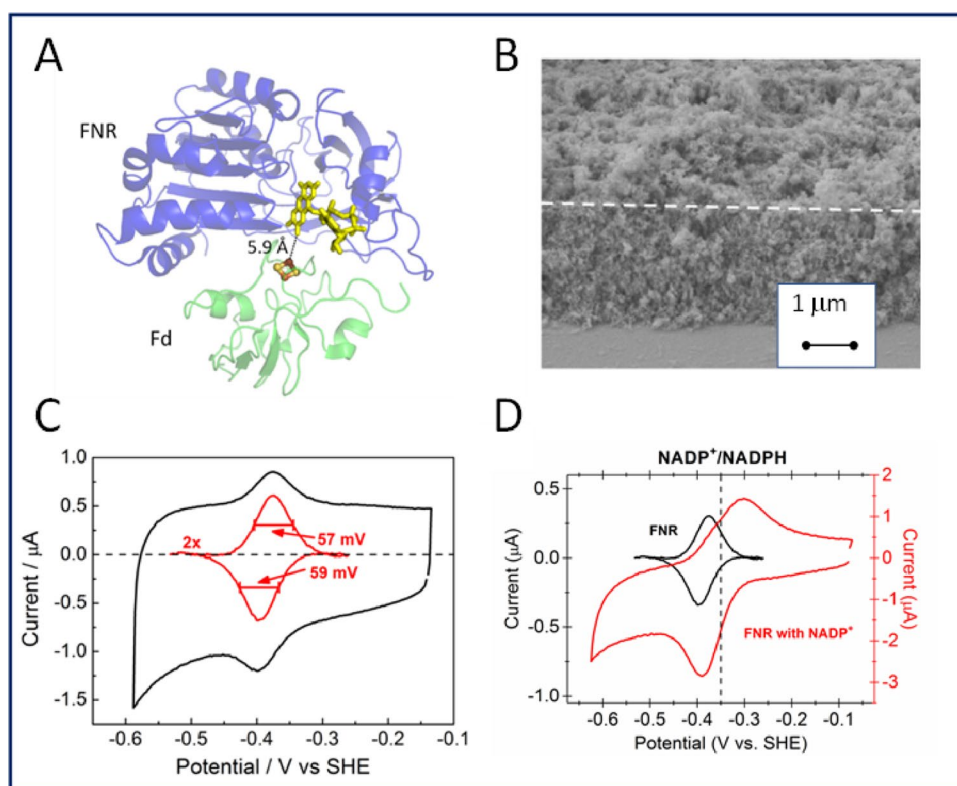 A
FNR
5.9 Å
Fd
B
1 μm
C
1.0
0.5
0.0
-0.5
-1.0
-1.5
Current / μA
2x
57 mV
59 mV
-0.6 -0.5 -0.4 -0.3 -0.2 -0.1
Potential / V vs SHE
D
NADP⁺/NADPH
0.5
0.0
-0.5
-1.0
Current (μA)
FNR
FNR with NADP⁺
2
1
0
-1
-2
-3
Current (μA)
-0.6 -0.5 -0.4 -0.3 -0.2 -0.1
Potential (V vs. SHE)